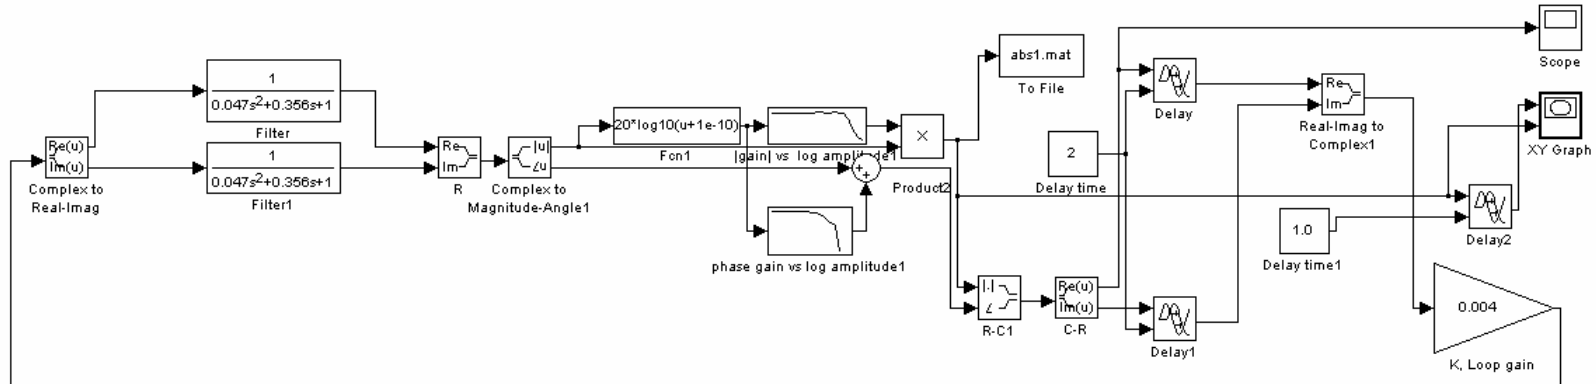 Re(u)
Im(u)
Complex to
Real-Imag
1
0.047s²+0.356s+1
Filter
1
0.047s²+0.356s+1
Filter1
Re
Im
R
|u|
∠u
Complex to
Magnitude-Angle1
20*log10(u+1e-10)
Fcn1
|gain| vs log amplitude1
phase gain vs log amplitude1
×
Product2
+
+
abs1.mat
To File
2
Delay time
|·|
∠
R-C1
Re(u)
Im(u)
C-R
Delay
Delay1
Re
Im
Real-Imag to
Complex1
1.0
Delay time1
Scope
XY Graph
Delay2
0.004
K, Loop gain